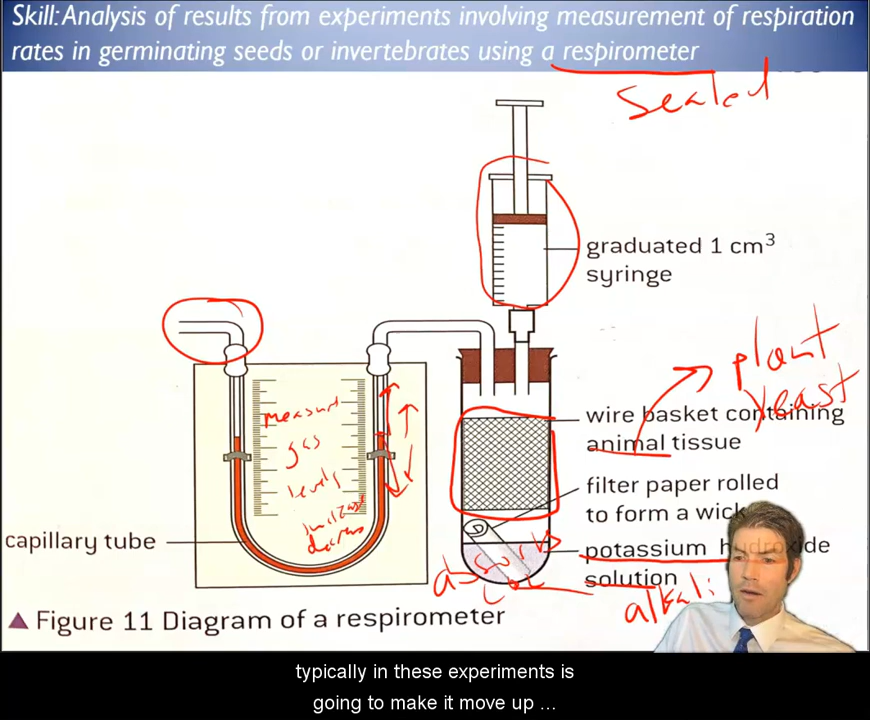 Skill: Analysis of results from experiments involving measurement of respiration
rates in germinating seeds or invertebrates using a respirometer
Sealed
graduated 1 cm³
syringe
plant
yeast
wire basket containing
animal tissue
measure
gas
levels
filter paper rolled
to form a wick
capillary tube
potassium hydroxide
solution
absorbs
alkali
▲ Figure 11 Diagram of a respirometer
typically in these experiments is
going to make it move up ...